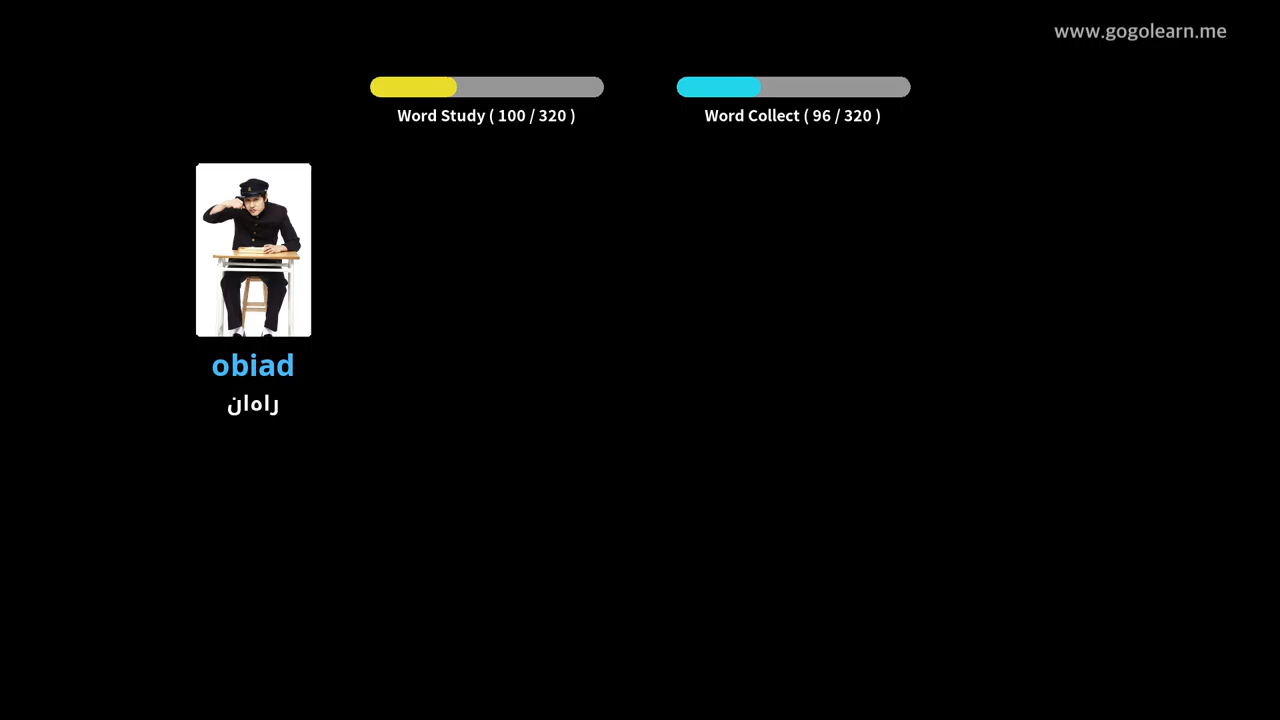 www.gogolearn.me
Word Study ( 100 / 320 )
Word Collect ( 96 / 320 )
obiad
راهان